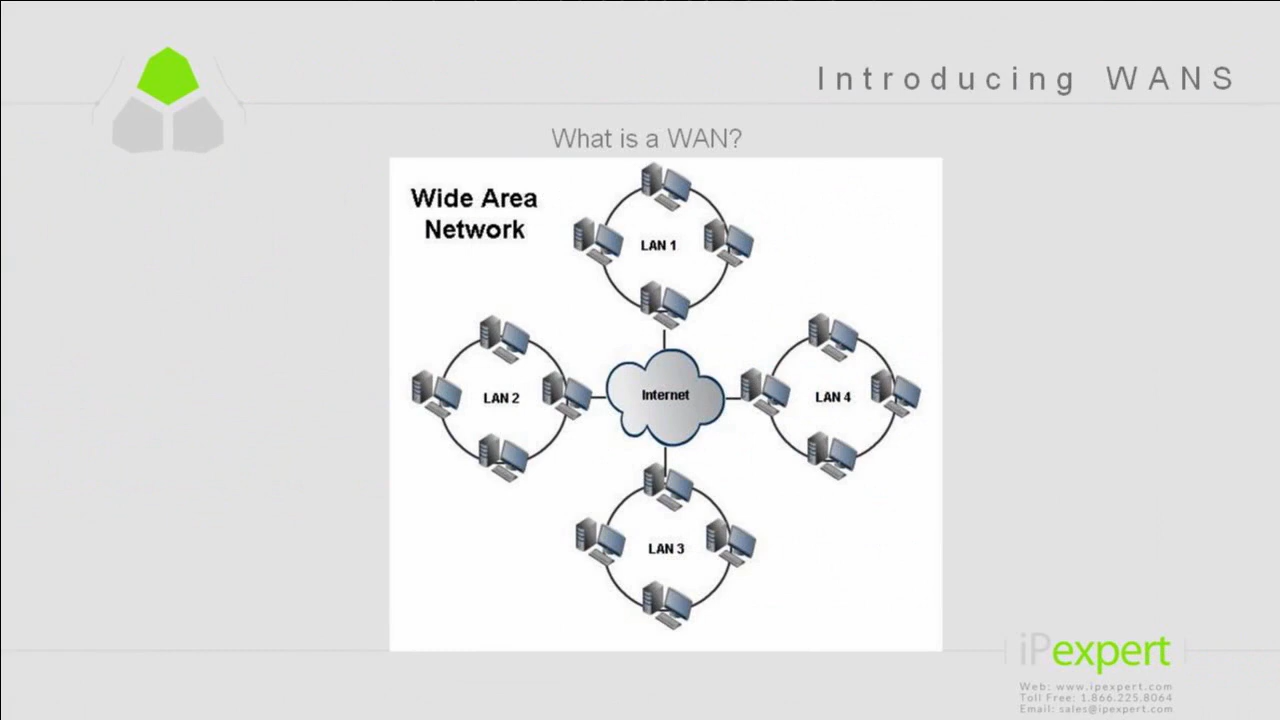 Introducing WANS
What is a WAN?
Wide Area
Network
LAN 1
LAN 2
Internet
LAN 4
LAN 3
iPexpert
Web: www.ipexpert.com
Toll Free: 1.866.225.8064
Email: sales@ipexpert.com